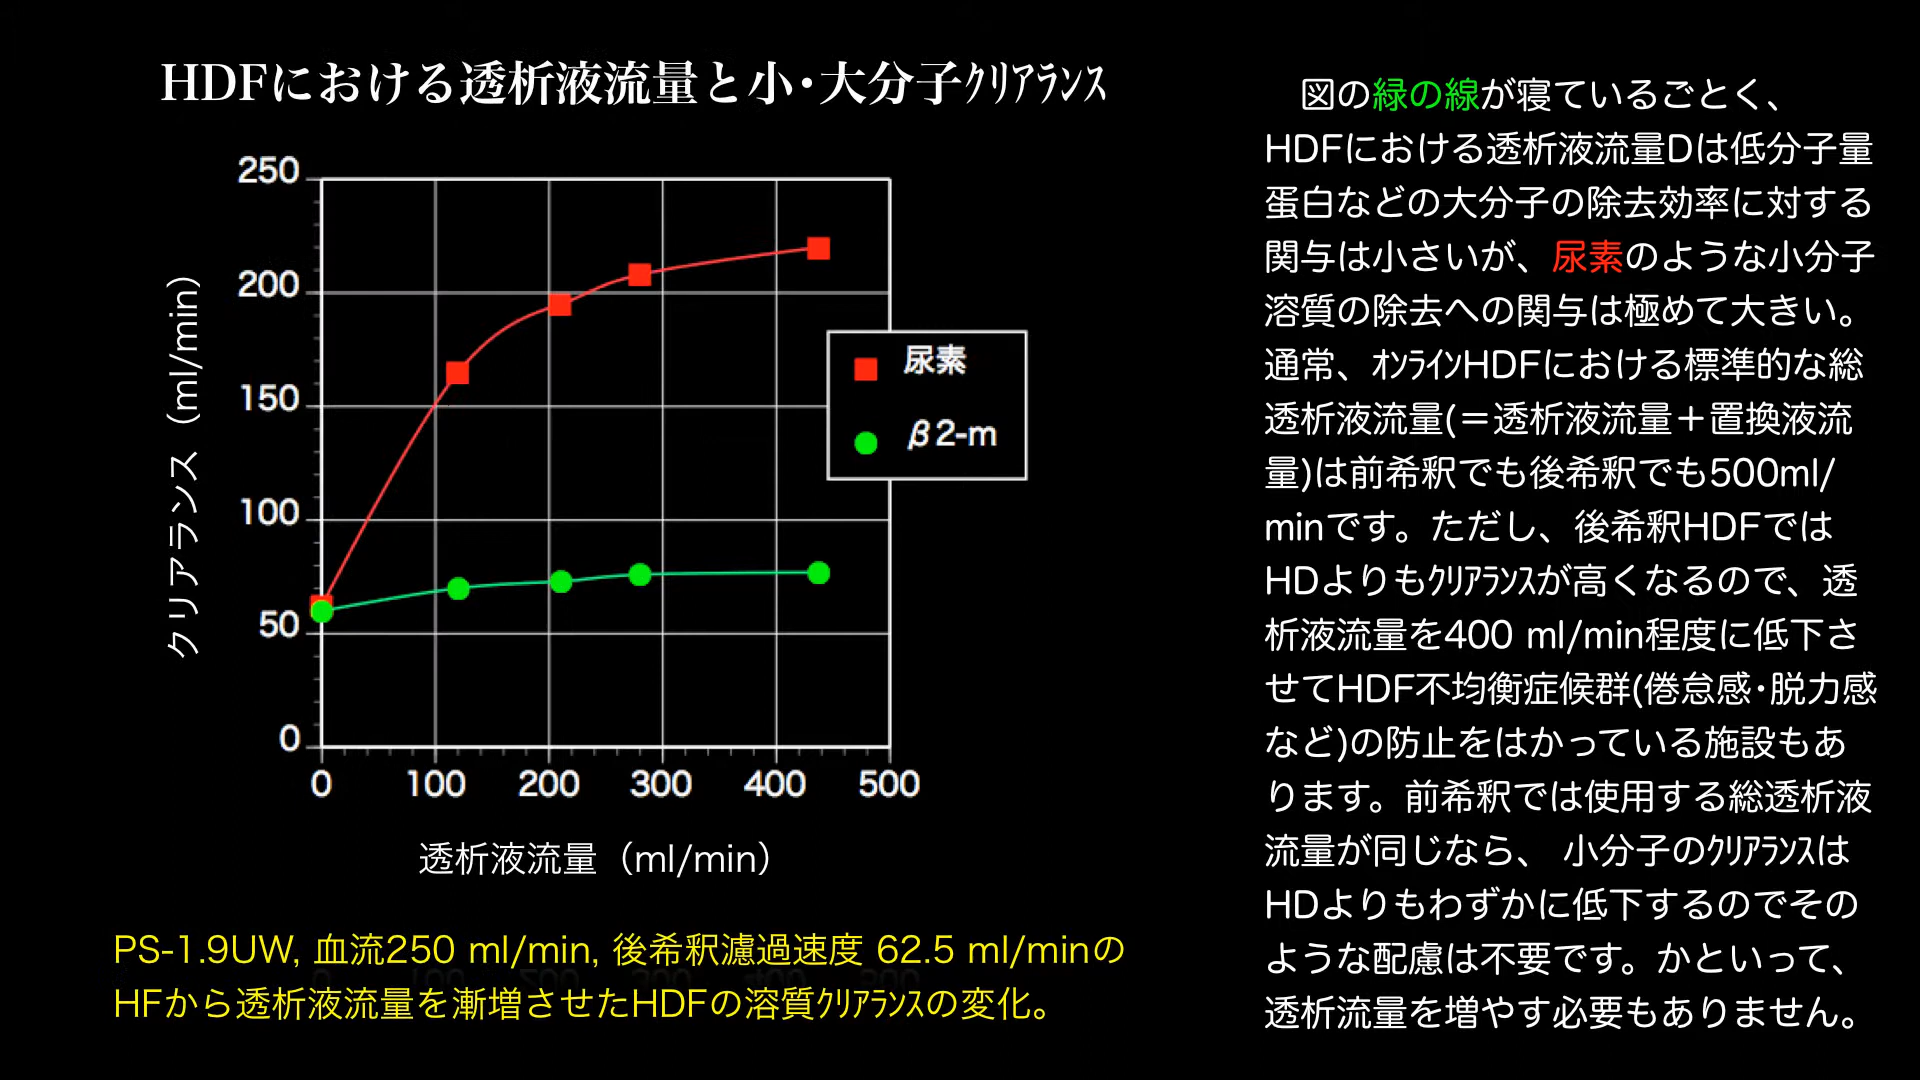 HDFにおける透析液流量と小･大分子ｸﾘｱﾗﾝｽ
250
200
150
100
50
0
0 100 200 300 400 500
クリアランス（ml/min）
透析液流量（ml/min）
尿素
β2-m
PS-1.9UW, 血流250 ml/min, 後希釈濾過速度 62.5 ml/minの
HFから透析液流量を漸増させたHDFの溶質ｸﾘｱﾗﾝｽの変化。
図の緑の線が寝ているごとく、
HDFにおける透析液流量Dは低分子量
蛋白などの大分子の除去効率に対する
関与は小さいが、尿素のような小分子
溶質の除去への関与は極めて大きい。
通常、ｵﾝﾗｲﾝHDFにおける標準的な総
透析液流量(＝透析液流量＋置換液流
量)は前希釈でも後希釈でも500ml/
minです。ただし、後希釈HDFでは
HDよりもｸﾘｱﾗﾝｽが高くなるので、透
析液流量を400 ml/min程度に低下さ
せてHDF不均衡症候群(倦怠感･脱力感
など)の防止をはかっている施設もあ
ります。前希釈では使用する総透析液
流量が同じなら、 小分子のｸﾘｱﾗﾝｽは
HDよりもわずかに低下するのでその
ような配慮は不要です。かといって、
透析流量を増やす必要もありません。